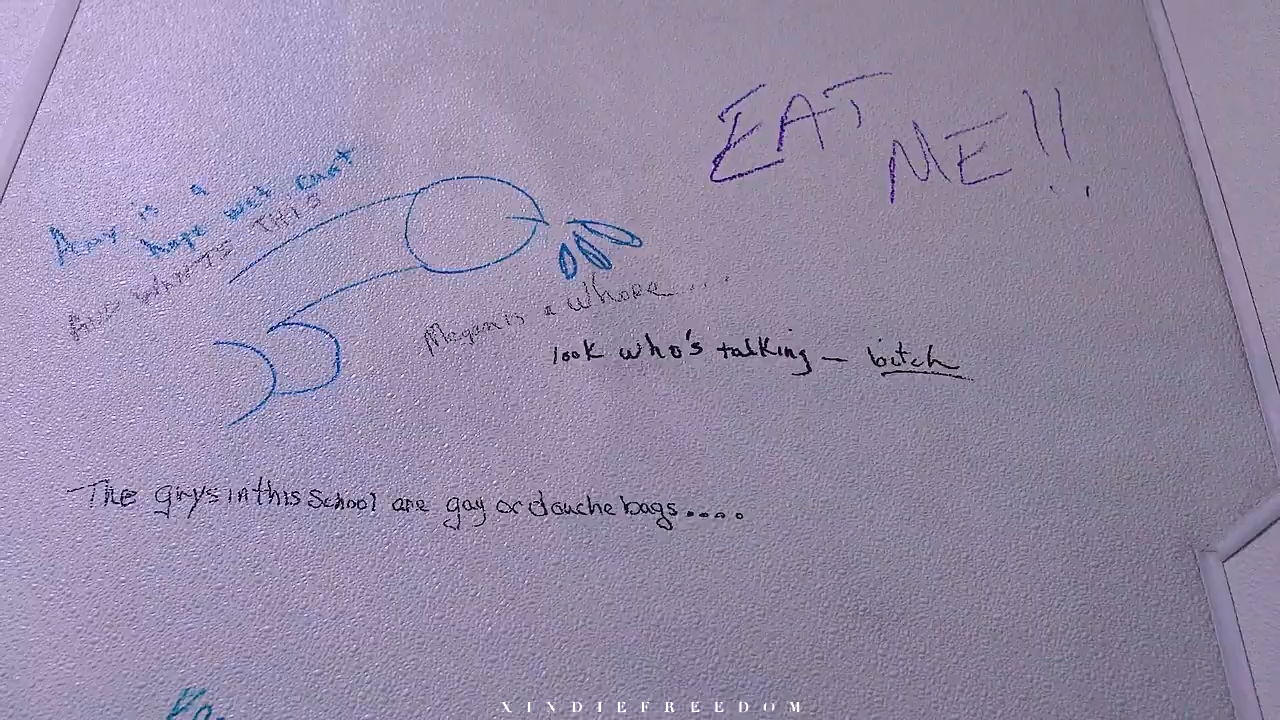 EAT
ME!!
Amy is a
huge wet cunt
AND WANTS THIS
Megan is a whore....
look who's talking – bitch
The guys in this school are gay or douche bags....
XINDIEFREEDOM